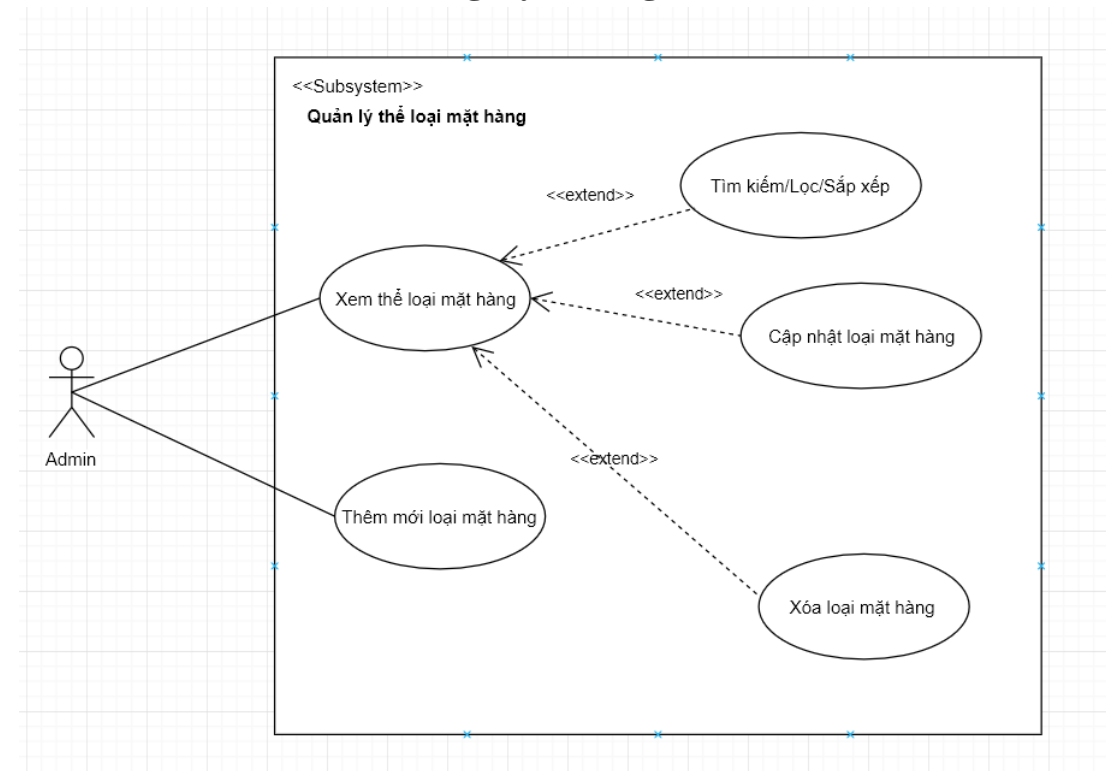 <<Subsystem>>
Quản lý thể loại mặt hàng
<<extend>>
Tìm kiếm/Lọc/Sắp xếp
Xem thể loại mặt hàng
<<extend>>
Cập nhật loại mặt hàng
Admin
<<extend>>
Thêm mới loại mặt hàng
Xóa loại mặt hàng